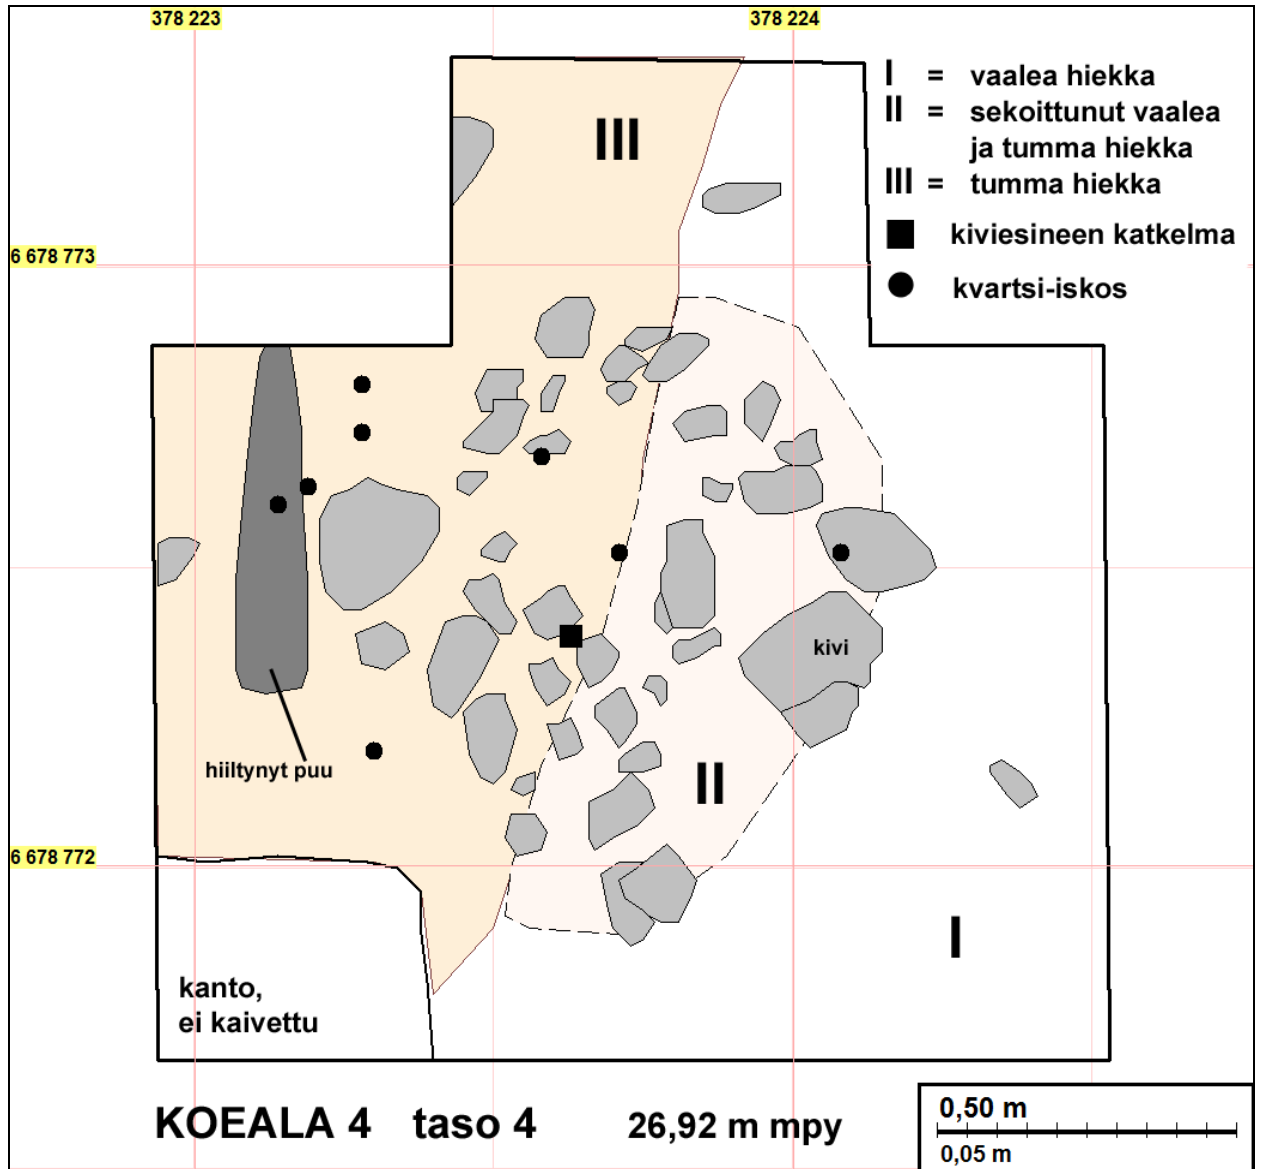 378 223
378 224
I = vaalea hiekka
II = sekoittunut vaalea
ja tumma hiekka
III = tumma hiekka
kiviesineen katkelma
kvartsi-iskos
III
6 678 773
kivi
hiiltynyt puu
II
6 678 772
I
kanto,
ei kaivettu
KOEALA 4 taso 4 26,92 m mpy
0,50 m
0,05 m